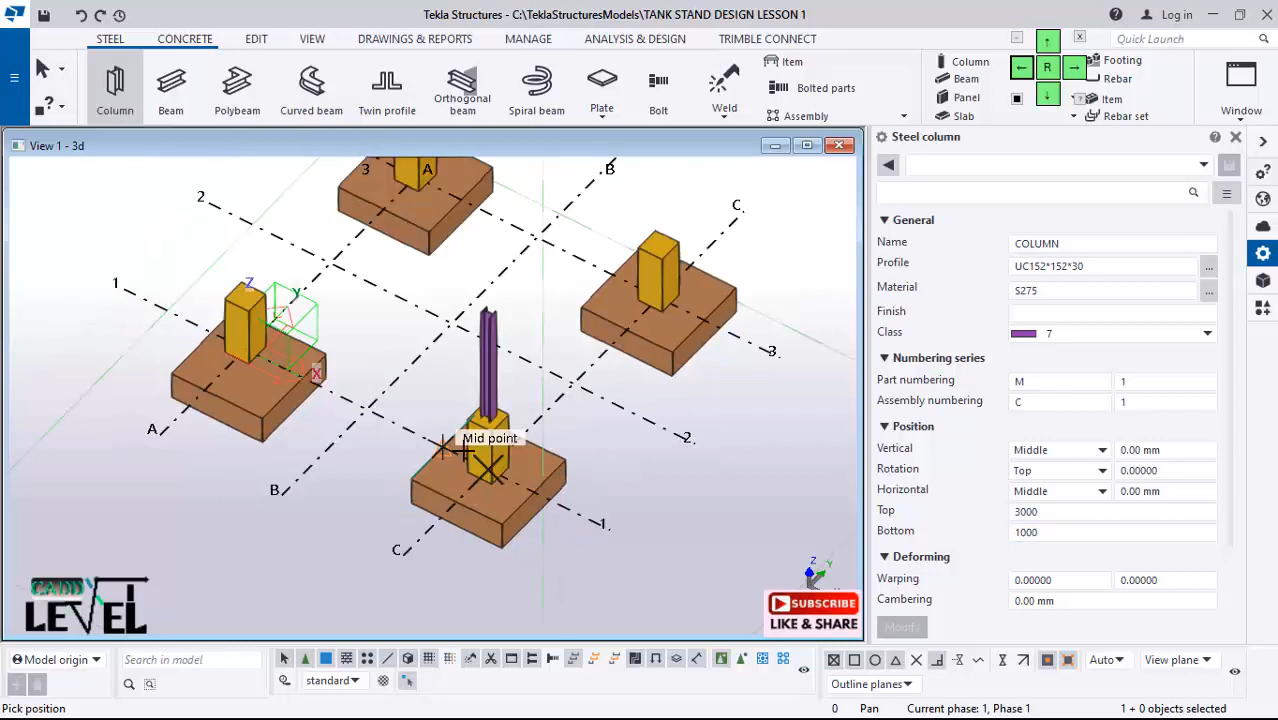 Tekla Structures - C:\TeklaStructuresModels\TANK STAND DESIGN LESSON 1
Log in
STEEL
CONCRETE
EDIT
VIEW
DRAWINGS & REPORTS
MANAGE
ANALYSIS & DESIGN
TRIMBLE CONNECT
Quick Launch
Column
Beam
Polybeam
Curved beam
Twin profile
Orthogonal
beam
Spiral beam
Plate
Bolt
Weld
Item
Bolted parts
Assembly
Column
Beam
Panel
Slab
R
Footing
Rebar
Item
Rebar set
Window
View 1 - 3d
Steel column
General
Name
COLUMN
Profile
UC152*152*30
...
Material
S275
...
Finish
Class
7
Numbering series
Part numbering
M
1
Assembly numbering
C
1
Position
Vertical
Middle
0.00 mm
Rotation
Top
0.00000
Horizontal
Middle
0.00 mm
Top
3000
Bottom
1000
Deforming
Warping
0.00000
0.00000
Cambering
0.00 mm
Modify
3
A
B
2
C
1
Z
Y
X
3
A
2
B
Mid point
1
C
Z
Y
CADD
LEVEL
SUBSCRIBE
LIKE & SHARE
Model origin
Search in model
standard
Auto
View plane
Outline planes
Pick position
0
Pan
Current phase: 1, Phase 1
1 + 0 objects selected